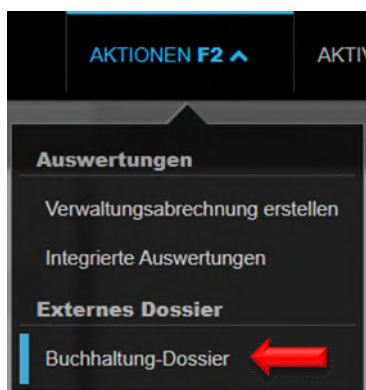 AKTIONEN F2 AKTIV
Auswertungen
Verwaltungsabrechnung erstellen
Integrierte Auswertungen
Externes Dossier
Buchhaltung-Dossier